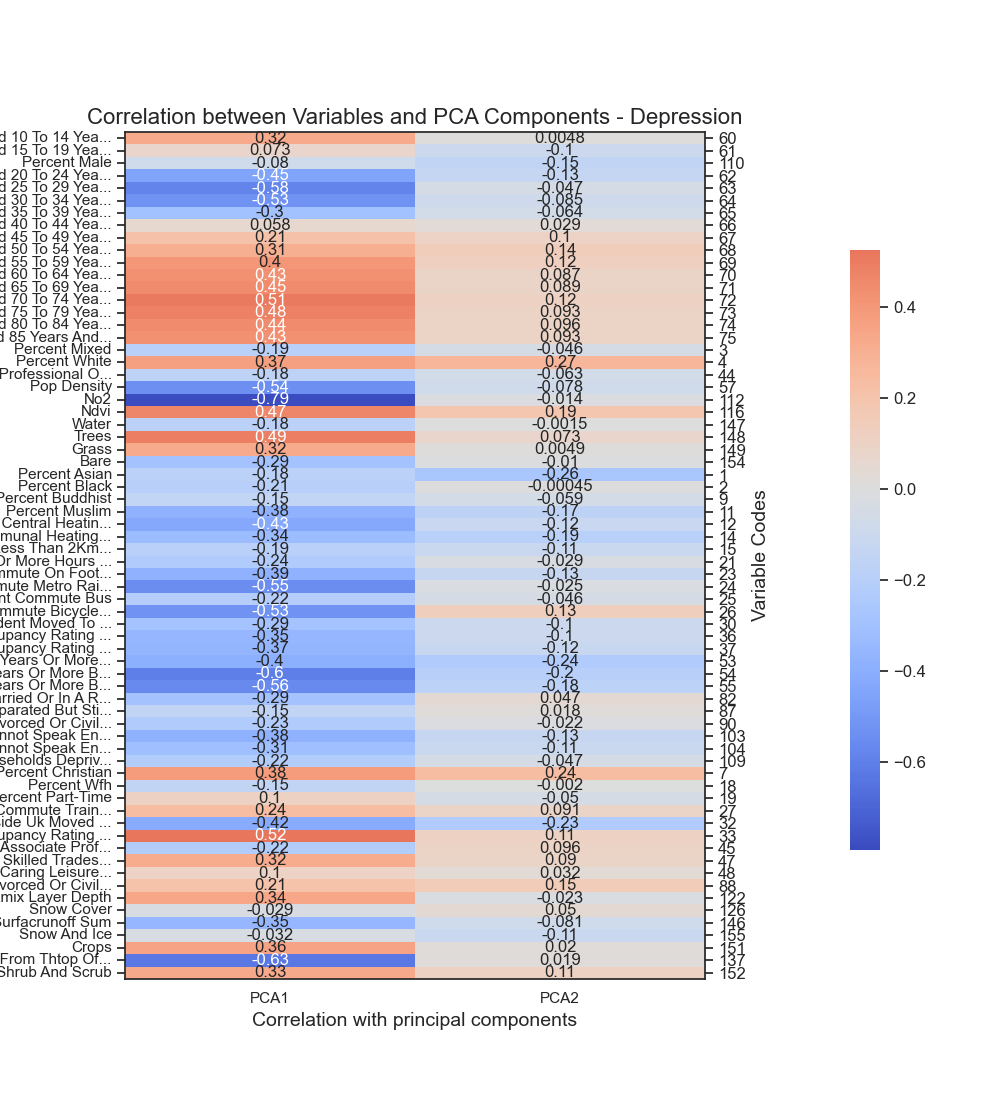 Correlation between Variables and PCA Components - Depression
d 10 To 14 Yea... 0.32 0.0048 60
d 15 To 19 Yea... 0.073 -0.1 61
Percent Male -0.08 -0.15 110
d 20 To 24 Yea... -0.45 -0.13 62
d 25 To 29 Yea... -0.58 -0.047 63
d 30 To 34 Yea... -0.53 -0.085 64
d 35 To 39 Yea... -0.3 -0.064 65
d 40 To 44 Yea... 0.058 0.029 66
d 45 To 49 Yea... 0.21 0.1 67
d 50 To 54 Yea... 0.31 0.14 68
d 55 To 59 Yea... 0.4 0.12 69
d 60 To 64 Yea... 0.43 0.087 70
d 65 To 69 Yea... 0.45 0.089 71
d 70 To 74 Yea... 0.51 0.12 72
d 75 To 79 Yea... 0.48 0.093 73
d 80 To 84 Yea... 0.44 0.096 74
d 85 Years And... 0.43 0.093 75
Percent Mixed -0.19 -0.046 3
Percent White 0.37 0.27 4
Professional O... -0.18 -0.063 44
Pop Density -0.54 -0.078 57
No2 -0.79 -0.014 112
Ndvi 0.47 0.19 116
Water -0.18 -0.0015 147
Trees 0.49 0.073 148
Grass 0.32 0.0049 149
Bare -0.29 -0.01 154
Percent Asian -0.18 -0.26 1
Percent Black -0.21 -0.00045 2
Percent Buddhist -0.15 -0.059 9
Percent Muslim -0.38 -0.17 11
Central Heatin... -0.43 -0.12 12
munal Heating... -0.34 -0.19 14
ess Than 2Km... -0.19 -0.11 15
Or More Hours ... -0.24 -0.029 21
mmute On Foot... -0.39 -0.13 23
mute Metro Rai... -0.55 -0.025 24
nt Commute Bus -0.22 -0.046 25
mmute Bicycle... -0.53 0.13 26
dent Moved To ... -0.29 -0.1 30
upancy Rating ... -0.35 -0.1 36
upancy Rating ... -0.37 -0.12 37
Years Or More... -0.4 -0.24 53
ears Or More B... -0.6 -0.2 54
ears Or More B... -0.56 -0.18 55
arried Or In A R... -0.29 0.047 82
parated But Sti... -0.15 0.018 87
vorced Or Civil... -0.23 -0.022 90
nnot Speak En... -0.38 -0.13 103
nnot Speak En... -0.31 -0.11 104
seholds Depriv... -0.22 -0.047 109
Percent Christian 0.38 0.24 7
Percent Wfh -0.15 -0.002 18
ercent Part-Time 0.1 -0.05 19
Commute Train... 0.24 0.091 27
side Uk Moved ... -0.42 -0.23 32
upancy Rating ... 0.52 0.11 33
Associate Prof... -0.22 0.096 45
Skilled Trades... 0.32 0.09 47
Caring Leisure... 0.1 0.032 48
vorced Or Civil... 0.21 0.15 88
mix Layer Depth 0.34 -0.023 122
Snow Cover -0.029 0.05 126
Surfacrunoff Sum -0.35 -0.081 146
Snow And Ice -0.032 -0.11 155
Crops 0.36 0.02 151
From Thtop Of... -0.63 0.019 137
Shrub And Scrub 0.33 0.11 152
PCA1 PCA2
Correlation with principal components
Variable Codes
0.4
0.2
0.0
−0.2
−0.4
−0.6